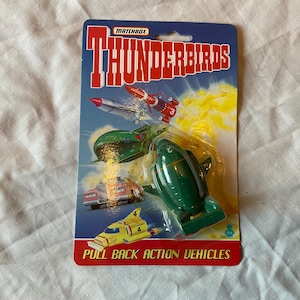 MATCHBOX
THUNDERBIRDS
PULL BACK ACTION VEHICLES